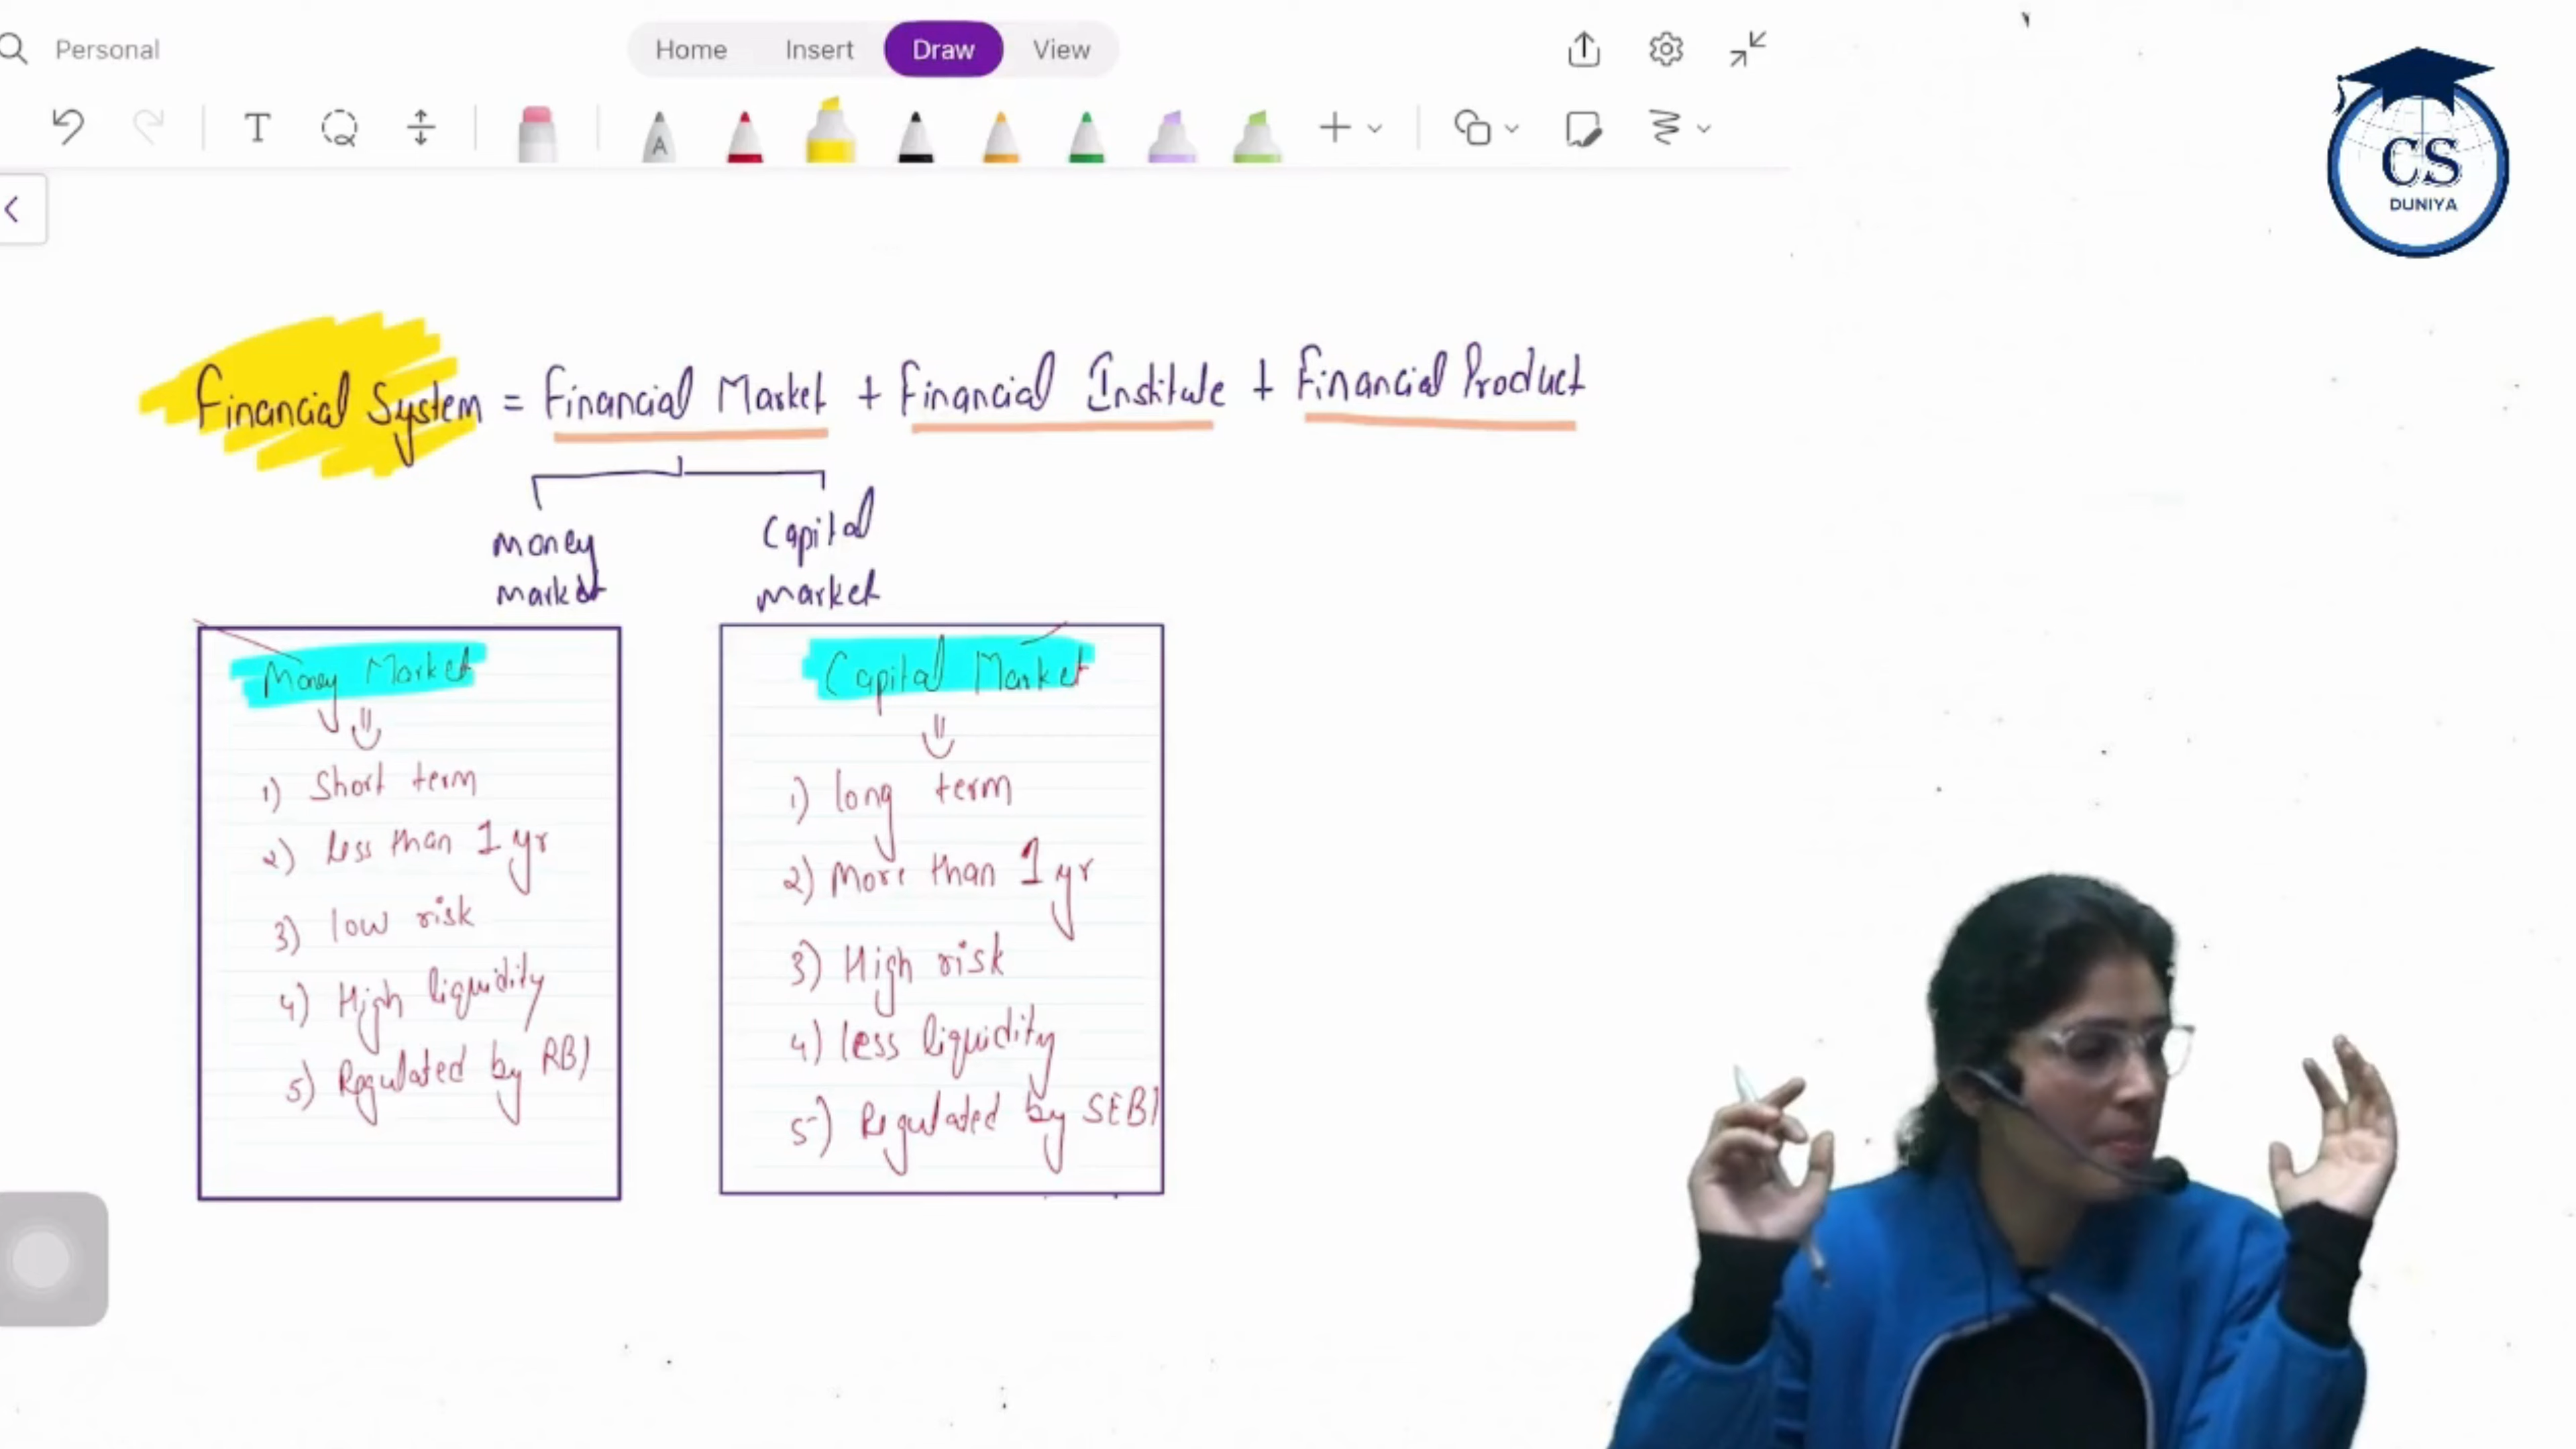 Personal
Home Insert Draw View
T
A
CS
DUNIYA
Financial System = Financial Market + Financial Institute + Financial Product
Money market
Capital market
Money Market
1) Short term
2) Less than 1 yr
3) low risk
4) High liquidity
5) Regulated by RBI
Capital Market
1) long term
2) More than 1 yr
3) High risk
4) less liquidity
5) Regulated by SEBI